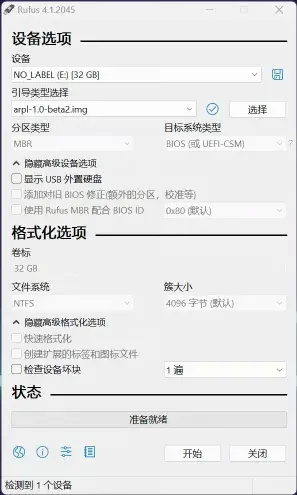 Rufus 4.1.2045
设备选项
设备
NO_LABEL (E:) [32 GB]
引导类型选择
arpl-1.0-beta2.img
选择
分区类型
目标系统类型
MBR
BIOS (或 UEFI-CSM)
?
隐藏高级设备选项
显示 USB 外置硬盘
添加对旧 BIOS 修正(额外的分区，校准等)
使用 Rufus MBR 配合 BIOS ID
0x80 (默认)
格式化选项
卷标
32 GB
文件系统
簇大小
NTFS
4096 字节 (默认)
隐藏高级格式化选项
快速格式化
创建扩展的标签和图标文件
检查设备坏块
1 遍
状态
准备就绪
开始
关闭
检测到 1 个设备